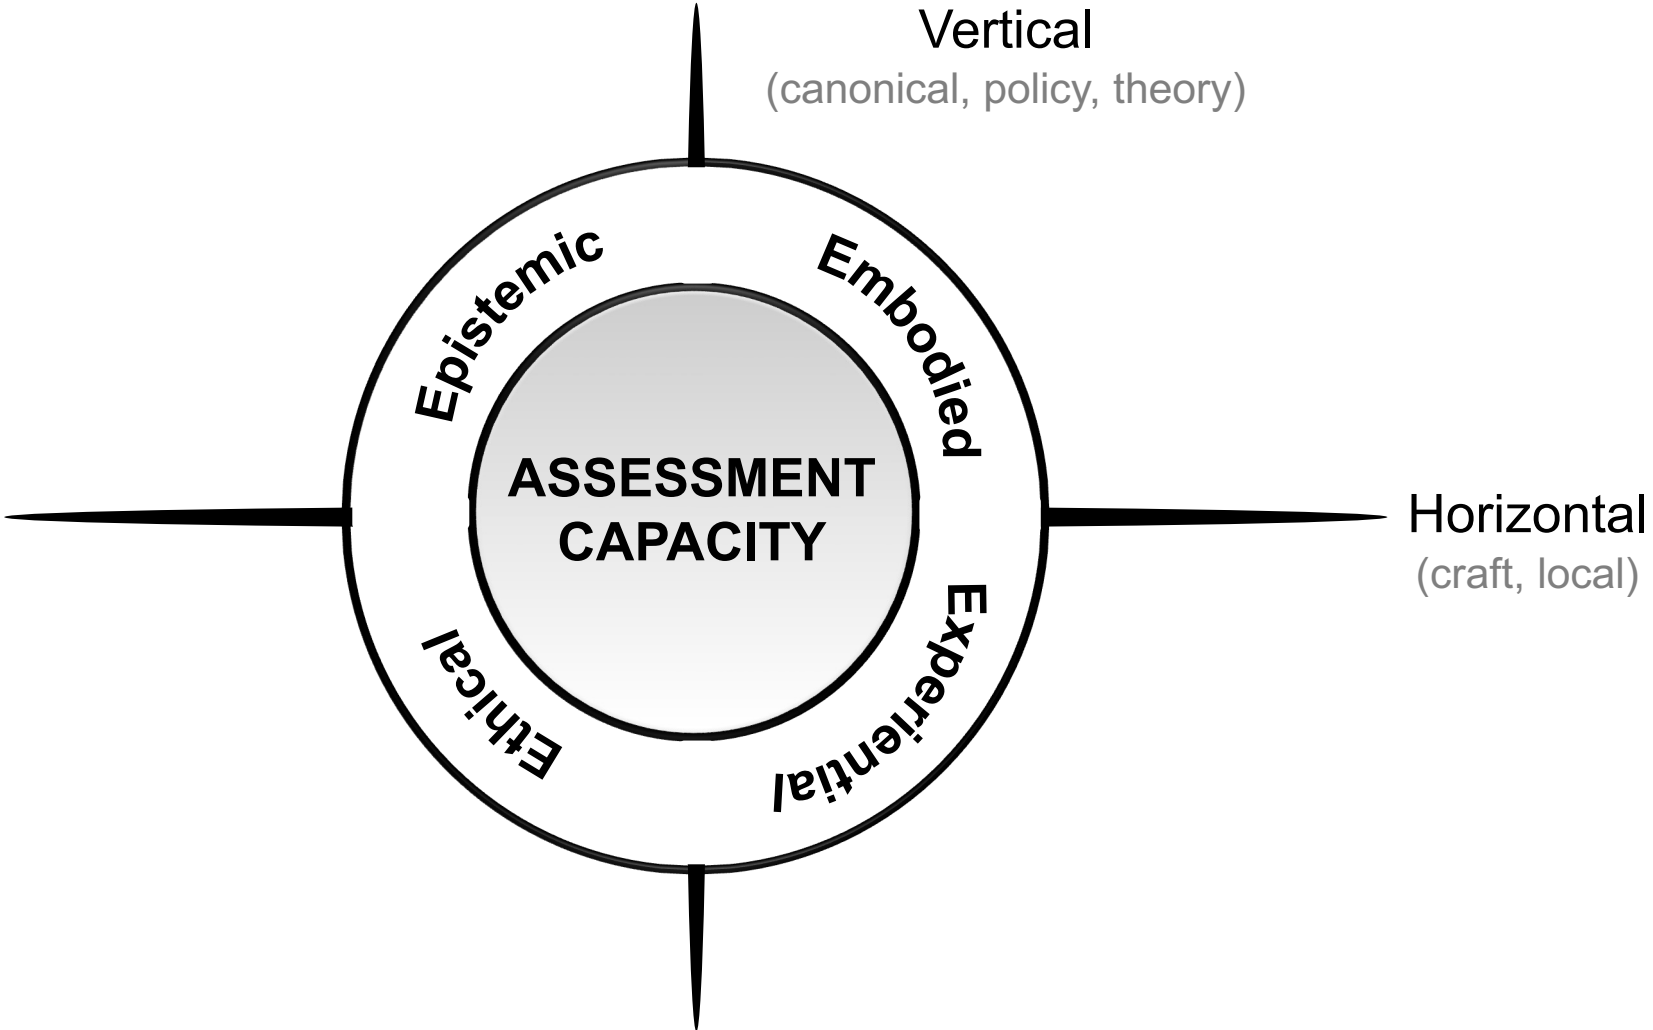 Vertical
(canonical, policy, theory)
Epistemic
Embodied
ASSESSMENT
CAPACITY
Horizontal
(craft, local)
Ethical
Experiential